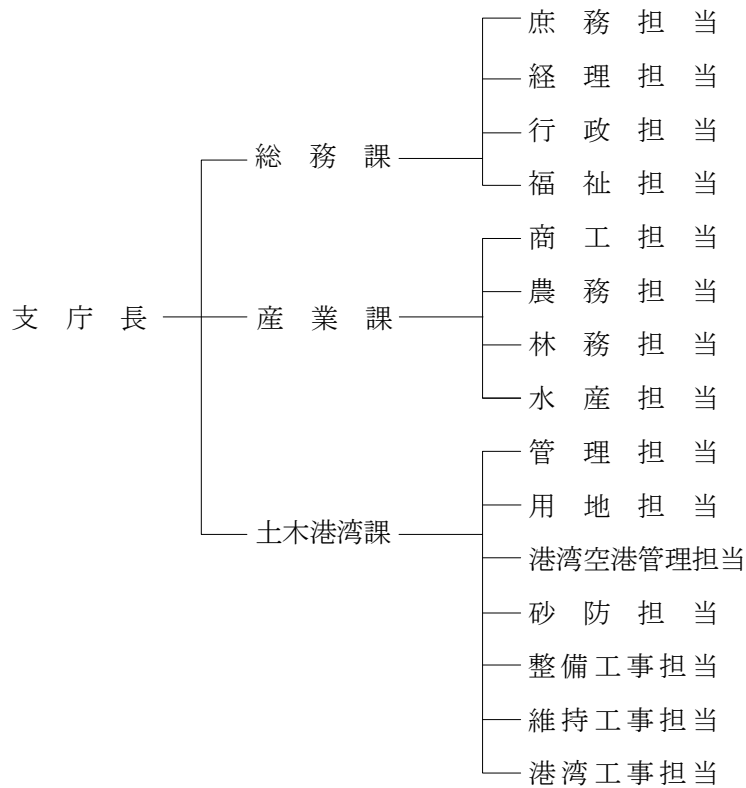 支庁長
総務課
庶務担当
経理担当
行政担当
福祉担当
産業課
商工担当
農務担当
林務担当
水産担当
土木港湾課
管理担当
用地担当
港湾空港管理担当
砂防担当
整備工事担当
維持工事担当
港湾工事担当